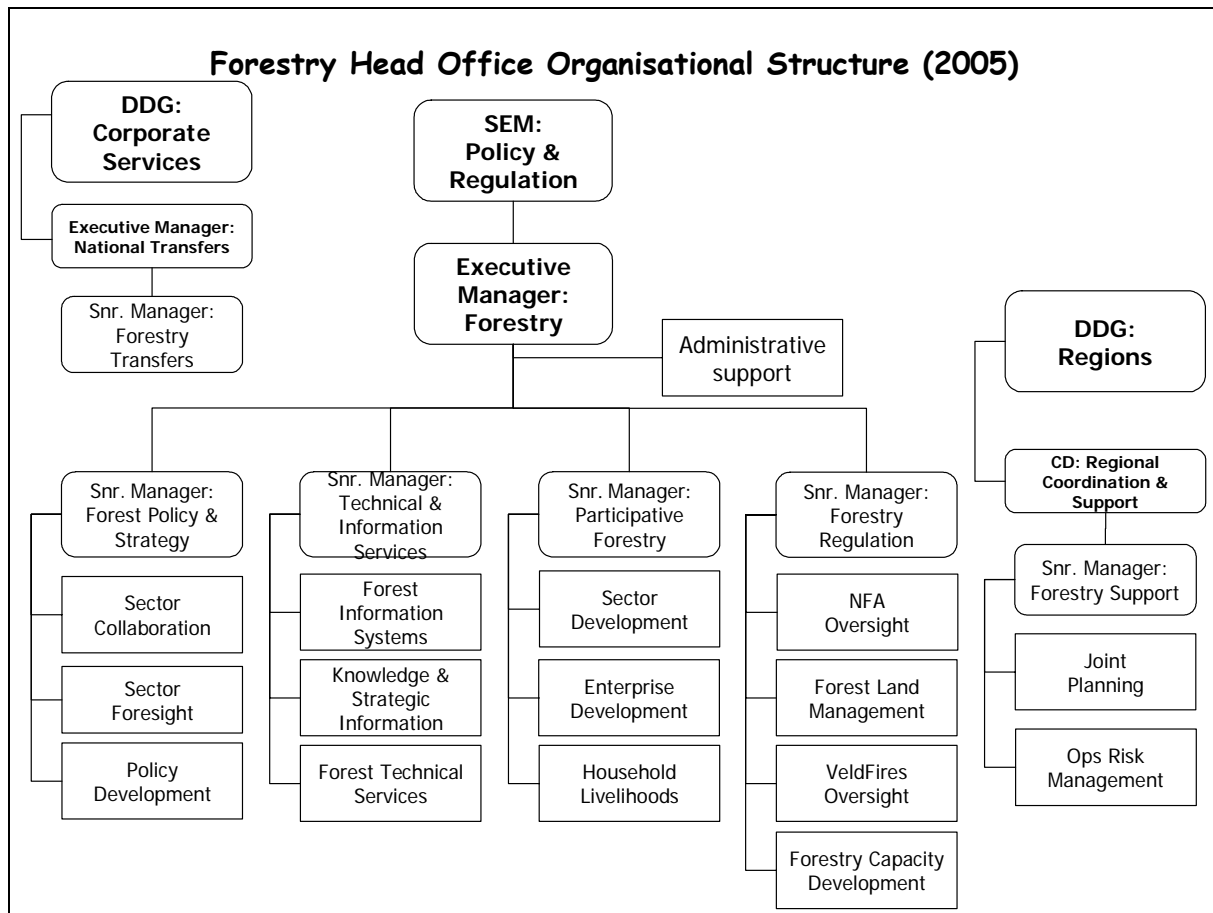 Forestry Head Office Organisational Structure (2005)
DDG:
Corporate
Services
Executive Manager:
National Transfers
Snr. Manager:
Forestry
Transfers
SEM:
Policy &
Regulation
Executive
Manager:
Forestry
Administrative
support
DDG:
Regions
CD: Regional
Coordination &
Support
Snr. Manager:
Forestry Support
Joint
Planning
Ops Risk
Management
Snr. Manager:
Forest Policy &
Strategy
Sector
Collaboration
Sector
Foresight
Policy
Development
Snr. Manager:
Technical &
Information
Services
Forest
Information
Systems
Knowledge &
Strategic
Information
Forest Technical
Services
Snr. Manager:
Participative
Forestry
Sector
Development
Enterprise
Development
Household
Livelihoods
Snr. Manager:
Forestry
Regulation
NFA
Oversight
Forest Land
Management
VeldFires
Oversight
Forestry Capacity
Development